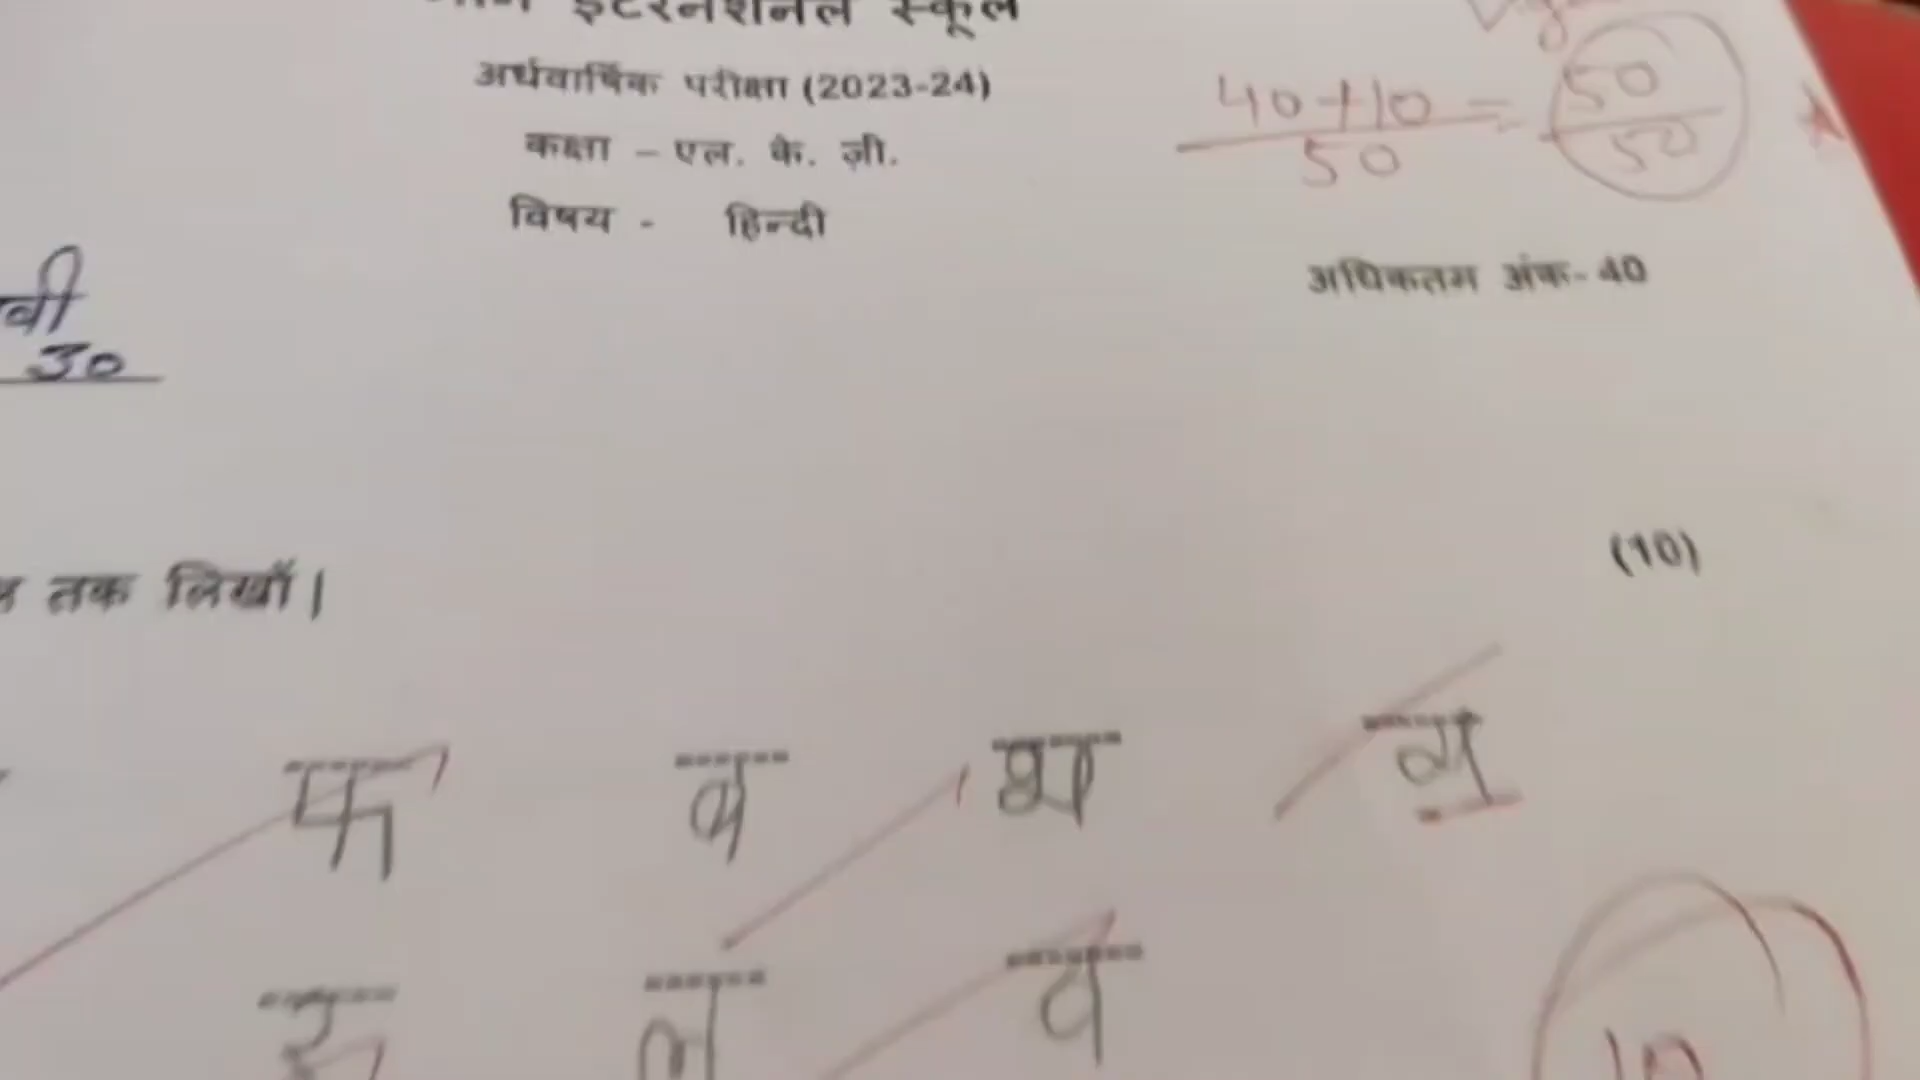 इंटरनेशनल स्कूल
अर्धवार्षिक परीक्षा (2023-24)
40+10/50 = 50/50
कक्षा – एल. के. ज़ी.
विषय - हिन्दी
अधिकतम अंक- 40
30
(10)
तक लिखों।
फ ब भ म
र ल व
10